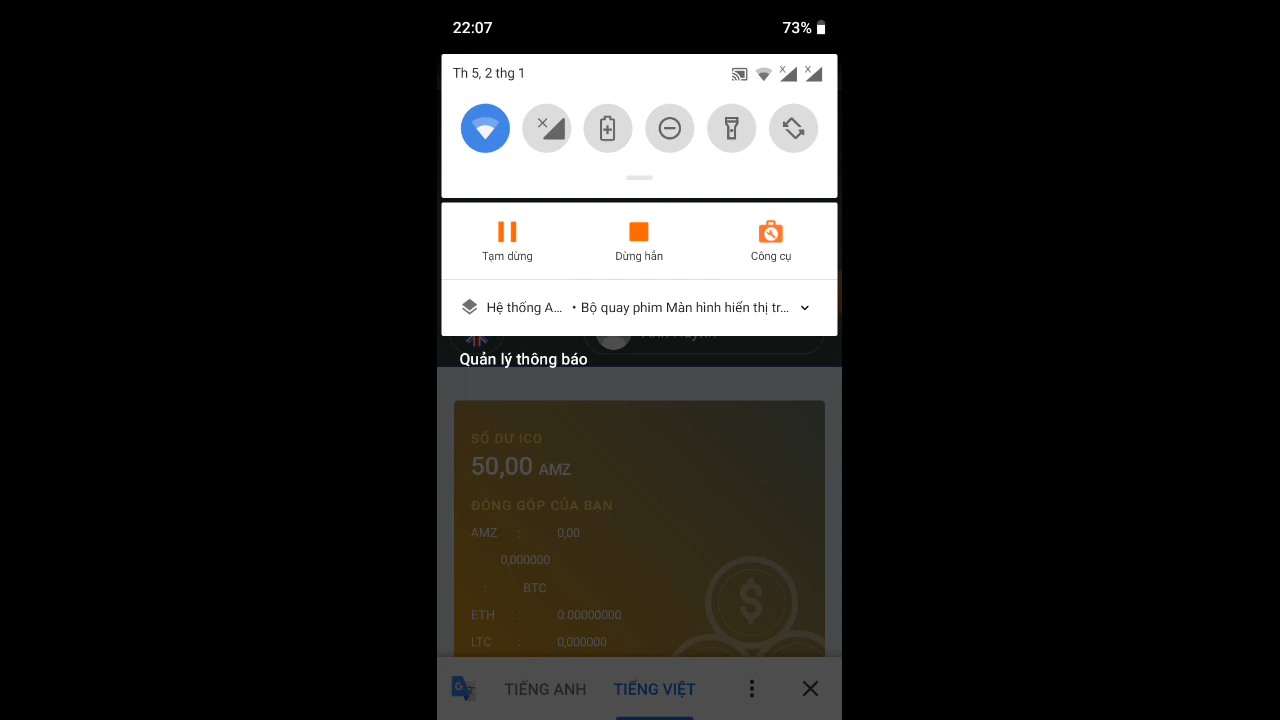 22:07 73%
Th 5, 2 thg 1
Tạm dừng Dừng hẳn Công cụ
Hệ thống A... • Bộ quay phim Màn hình hiển thị tr...
Quản lý thông báo
SỐ DƯ ICO
50,00 AMZ
ĐÓNG GÓP CỦA BẠN
AMZ : 0,00
0,000000
: BTC
ETH : 0.00000000
LTC : 0,000000
TIẾNG ANH TIẾNG VIỆT